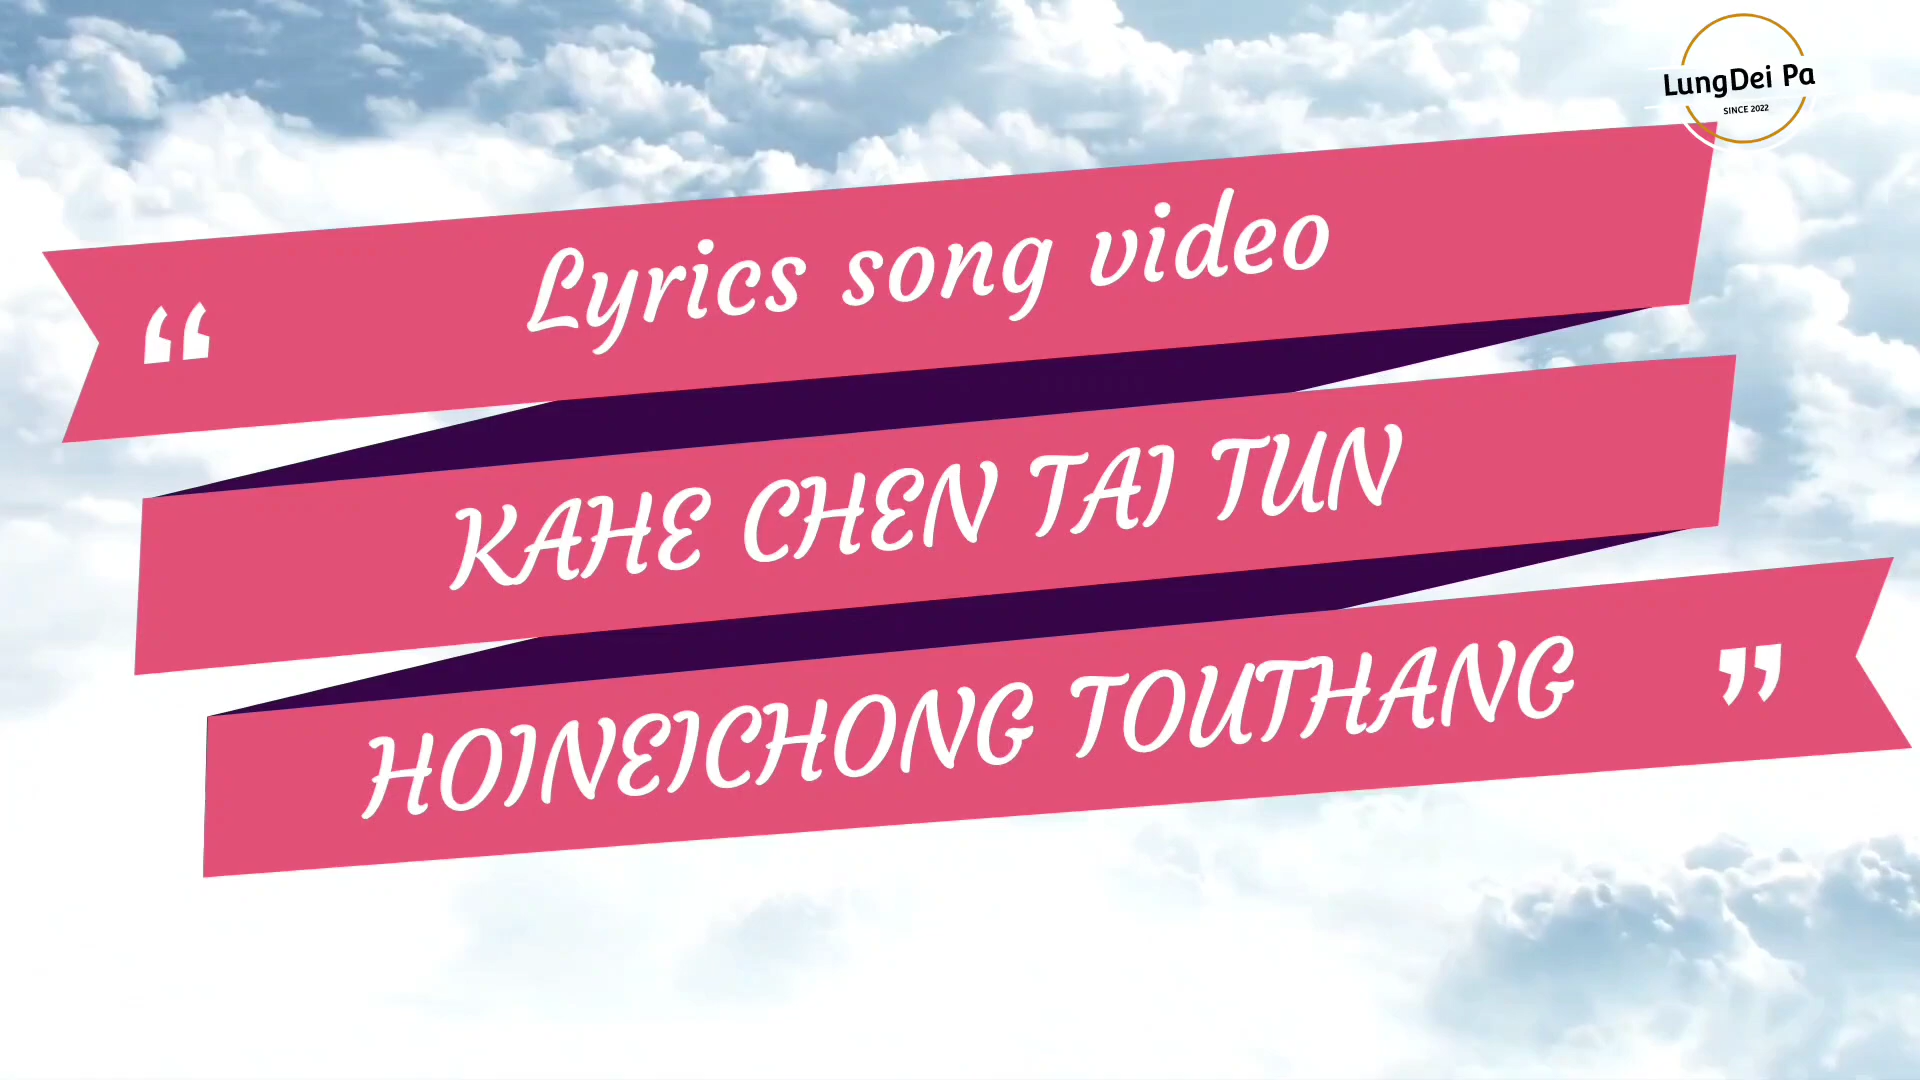 LungDei Pa
SINCE 2022
“ Lyrics song video
KAHE CHEN TAI TUN
HOINEICHONG TOUTHANG ”